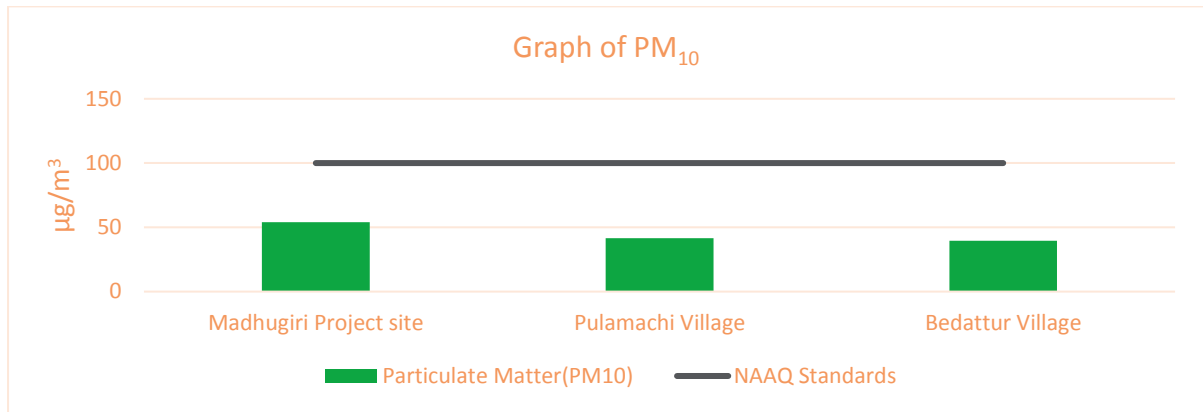 Graph of PM₁₀
150
100
50
0
µg/m³
Madhugiri Project site
Pulamachi Village
Bedattur Village
Particulate Matter(PM10)
NAAQ Standards